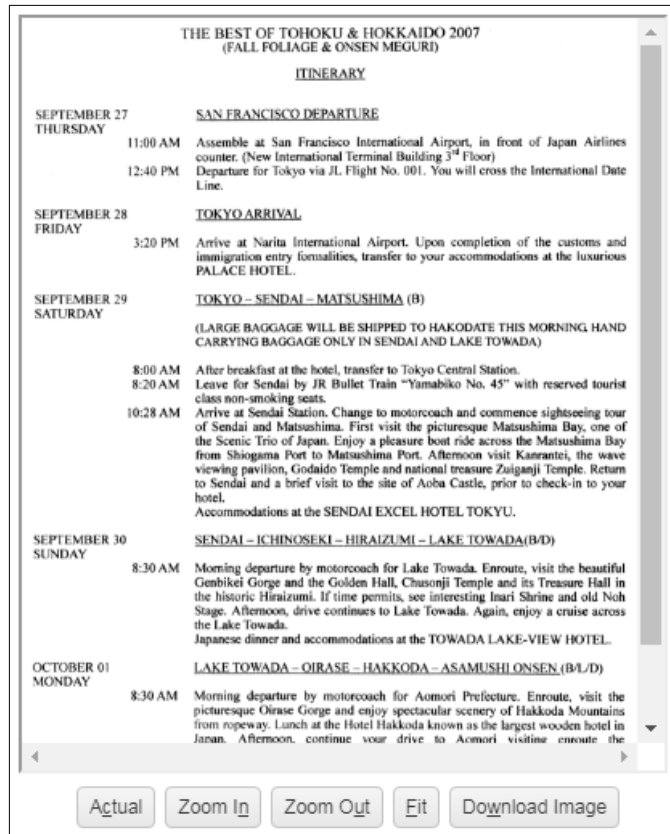 THE BEST OF TOHOKU & HOKKAIDO 2007
(FALL FOLIAGE & ONSEN MEGURI)
ITINERARY
SEPTEMBER 27 SAN FRANCISCO DEPARTURE
THURSDAY
11:00 AM Assemble at San Francisco International Airport, in front of Japan Airlines
counter. (New International Terminal Building 3rd Floor)
12:40 PM Departure for Tokyo via JL Flight No. 001. You will cross the International Date
Line.
SEPTEMBER 28 TOKYO ARRIVAL
FRIDAY
3:20 PM Arrive at Narita International Airport. Upon completion of the customs and
immigration entry formalities, transfer to your accommodations at the luxurious
PALACE HOTEL.
SEPTEMBER 29 TOKYO – SENDAI – MATSUSHIMA (B)
SATURDAY
(LARGE BAGGAGE WILL BE SHIPPED TO HAKODATE THIS MORNING. HAND
CARRYING BAGGAGE ONLY IN SENDAI AND LAKE TOWADA)
8:00 AM After breakfast at the hotel, transfer to Tokyo Central Station.
8:20 AM Leave for Sendai by JR Bullet Train “Yamabiko No. 45” with reserved tourist
class non-smoking seats.
10:28 AM Arrive at Sendai Station. Change to motorcoach and commence sightseeing tour
of Sendai and Matsushima. First visit the picturesque Matsushima Bay, one of
the Scenic Trio of Japan. Enjoy a pleasure boat ride across the Matsushima Bay
from Shiogama Port to Matsushima Port. Afternoon visit Kanrantei, the wave
viewing pavilion, Godaido Temple and national treasure Zuiganji Temple. Return
to Sendai and a brief visit to the site of Aoba Castle, prior to check-in to your
hotel.
Accommodations at the SENDAI EXCEL HOTEL TOKYU.
SEPTEMBER 30 SENDAI – ICHINOSEKI – HIRAIZUMI – LAKE TOWADA(B/D)
SUNDAY
8:30 AM Morning departure by motorcoach for Lake Towada. Enroute, visit the beautiful
Genbikei Gorge and the Golden Hall, Chusonji Temple and its Treasure Hall in
the historic Hiraizumi. If time permits, see interesting Inari Shrine and old Noh
Stage. Afternoon, drive continues to Lake Towada. Again, enjoy a cruise across
the Lake Towada.
Japanese dinner and accommodations at the TOWADA LAKE-VIEW HOTEL.
OCTOBER 01 LAKE TOWADA – OIRASE – HAKKODA – ASAMUSHI ONSEN (B/L/D)
MONDAY
8:30 AM Morning departure by motorcoach for Aomori Prefecture. Enroute, visit the
picturesque Oirase Gorge and enjoy spectacular scenery of Hakkoda Mountains
from ropeway. Lunch at the Hotel Hakkoda known as the largest wooden hotel in
Japan. Afternoon, continue your drive to Aomori visiting enroute the
Actual Zoom In Zoom Out Fit Download Image